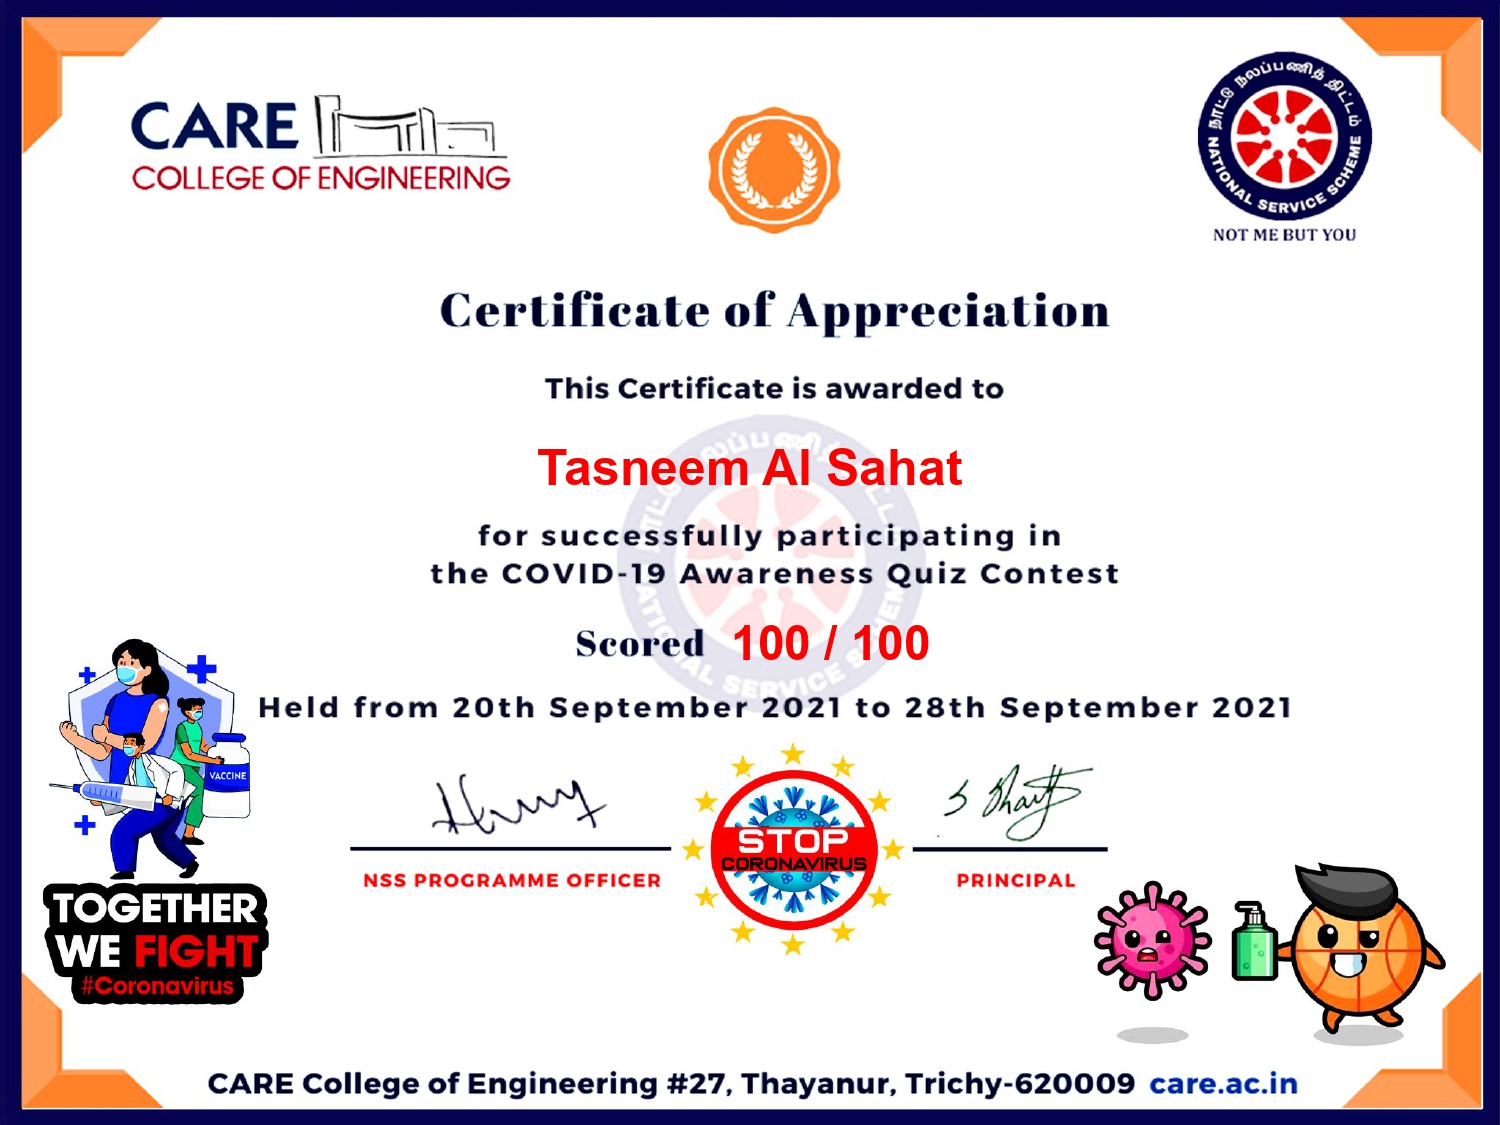 CARE
COLLEGE OF ENGINEERING
நாட்டு நலப்பணித் திட்டம்
NATIONAL SERVICE SCHEME
NOT ME BUT YOU
Certificate of Appreciation
This Certificate is awarded to
Tasneem Al Sahat
for successfully participating in
the COVID-19 Awareness Quiz Contest
Scored 100 / 100
Held from 20th September 2021 to 28th September 2021
VACCINE
TOGETHER
WE FIGHT
#Coronavirus
NSS PROGRAMME OFFICER
STOP
CORONAVIRUS
PRINCIPAL
CARE College of Engineering #27, Thayanur, Trichy-620009 care.ac.in